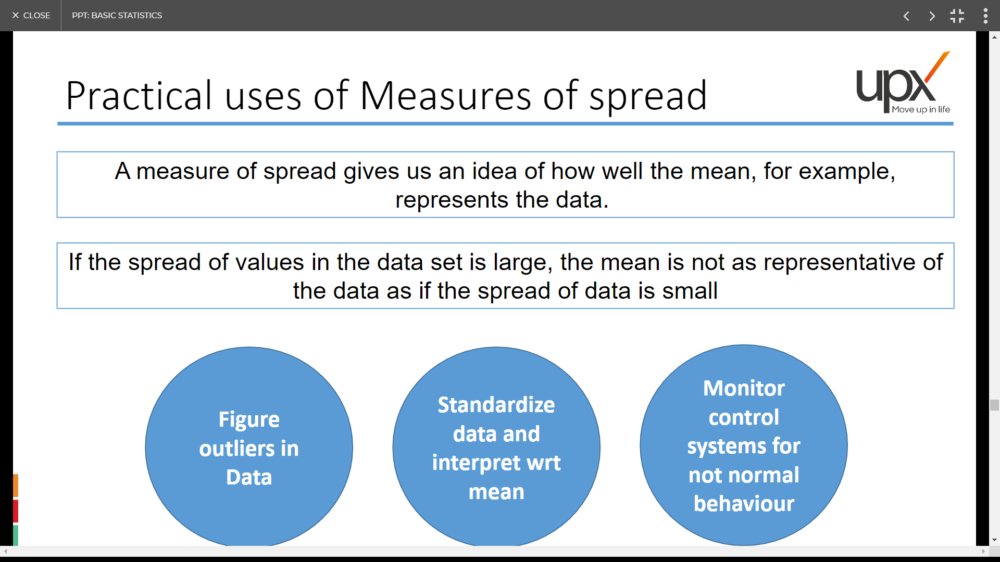 CLOSE
PPT: BASIC STATISTICS
Practical uses of Measures of spread
upx
Move up in life
A measure of spread gives us an idea of how well the mean, for example,
represents the data.
If the spread of values in the data set is large, the mean is not as representative of
the data as if the spread of data is small
Figure
outliers in
Data
Standardize
data and
interpret wrt
mean
Monitor
control
systems for
not normal
behaviour